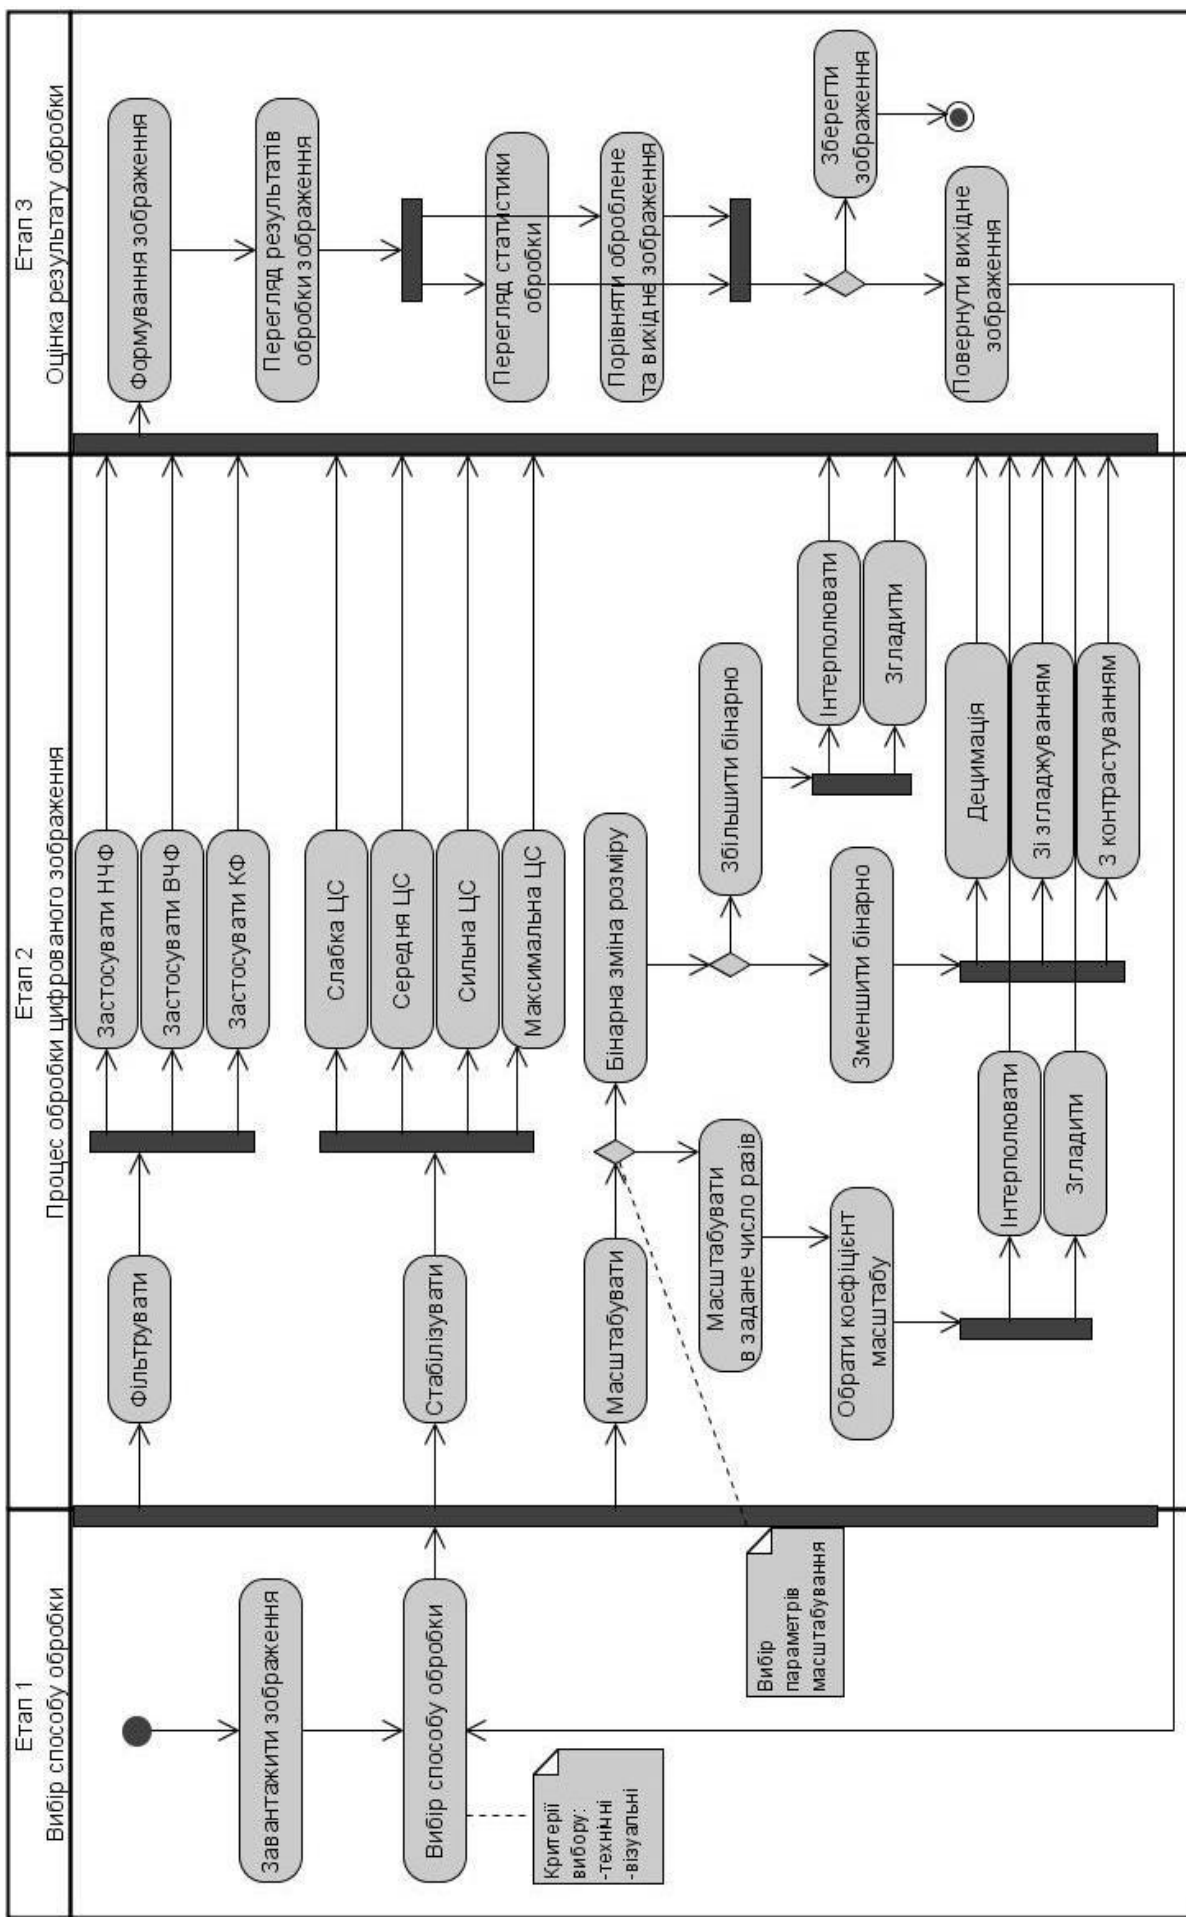 Етап 1
Вибір способу обробки
Завантажити зображення
Вибір способу обробки
Критерії
вибору:
-технічні
-візуальні
Вибір
параметрів
масштабування
Етап 2
Процес обробки цифрованого зображення
Фільтрувати
Застосувати НЧФ
Застосувати ВЧФ
Застосувати КФ
Стабілізувати
Слабка ЦС
Середня ЦС
Сильна ЦС
Максимальна ЦС
Масштабувати
Бінарна зміна розміру
Масштабувати
в задане число разів
Збільшити бінарно
Обрати коефіцієнт
масштабу
Зменшити бінарно
Інтерполювати
Згладити
Інтерполювати
Згладити
Децимація
Зі згладжуванням
З контрастуванням
Етап 3
Оцінка результату обробки
Формування зображення
Перегляд результатів
обробки зображення
Перегляд статистики
обробки
Порівняти оброблене
та вихідне зображення
Зберегти
зображення
Повернути вихідне
зображення